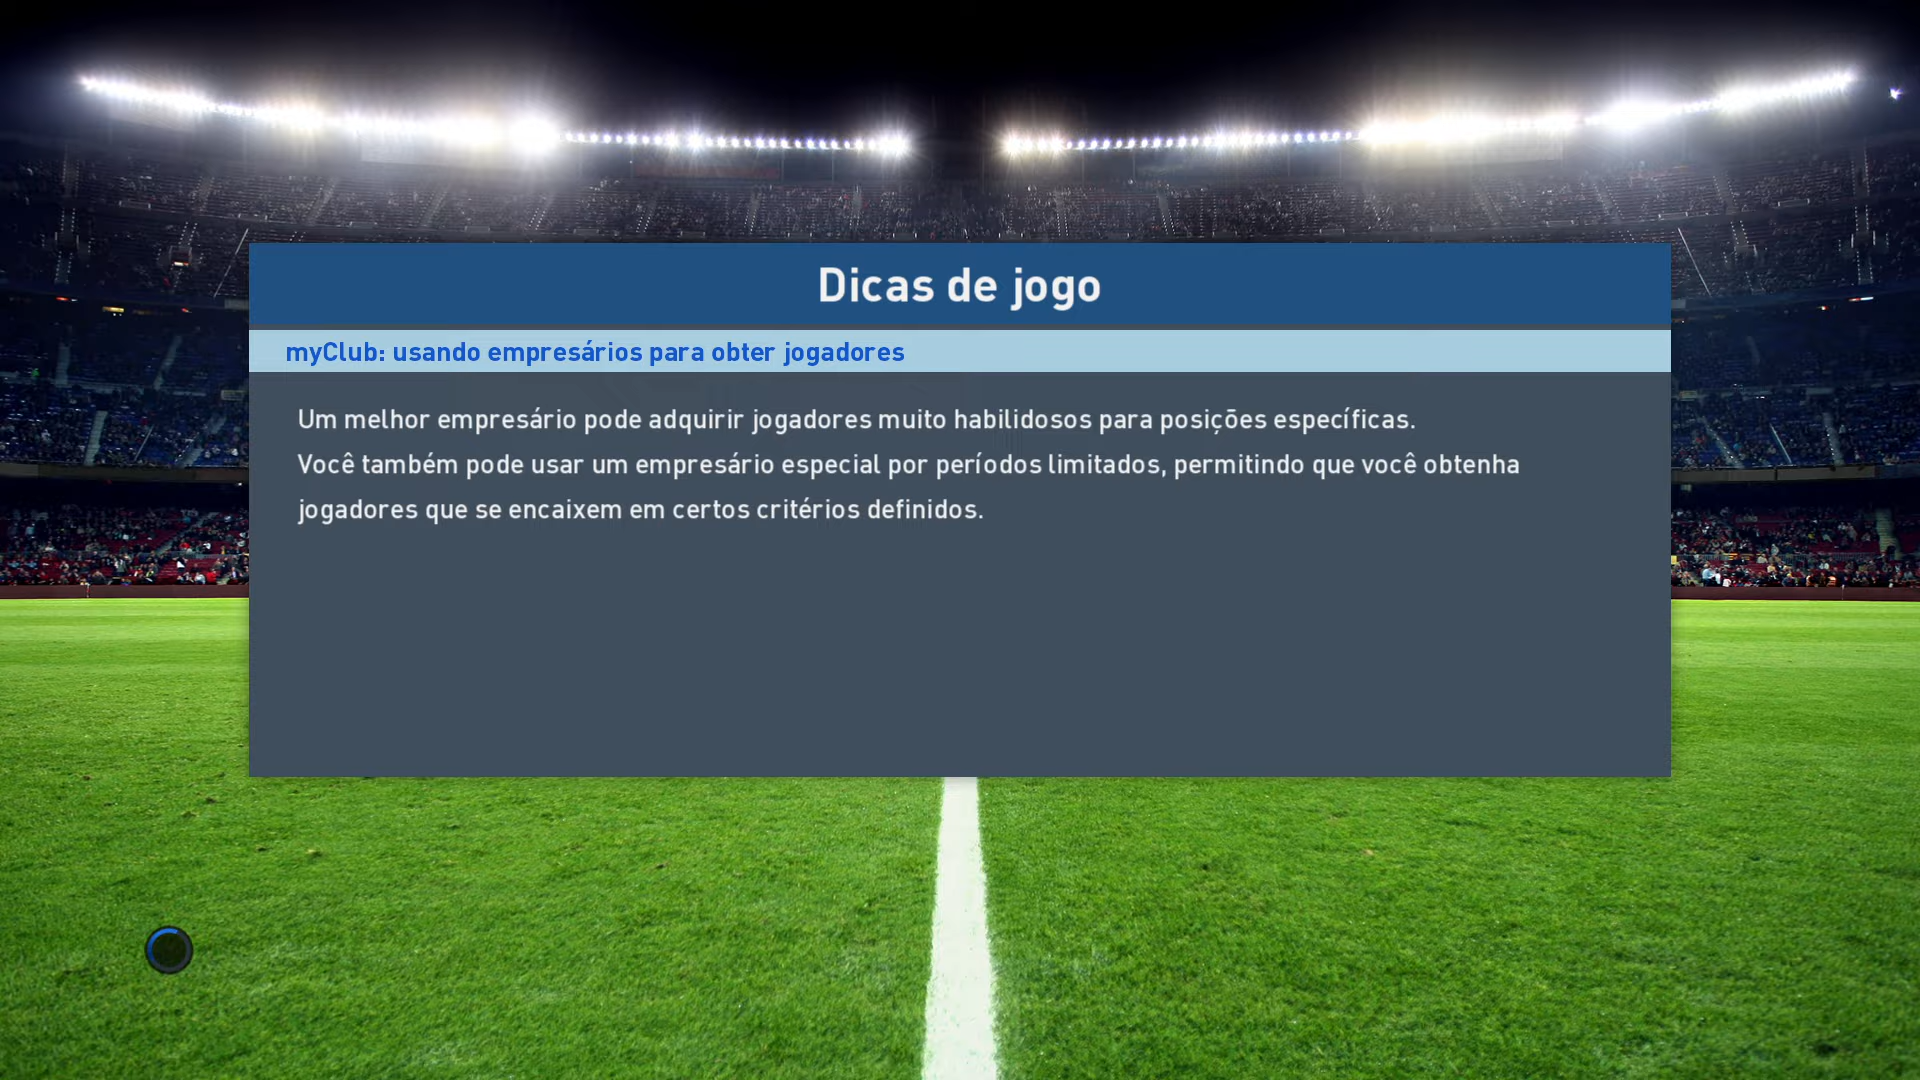 Dicas de jogo
myClub: usando empresários para obter jogadores
Um melhor empresário pode adquirir jogadores muito habilidosos para posições específicas.
Você também pode usar um empresário especial por períodos limitados, permitindo que você obtenha
jogadores que se encaixem em certos critérios definidos.